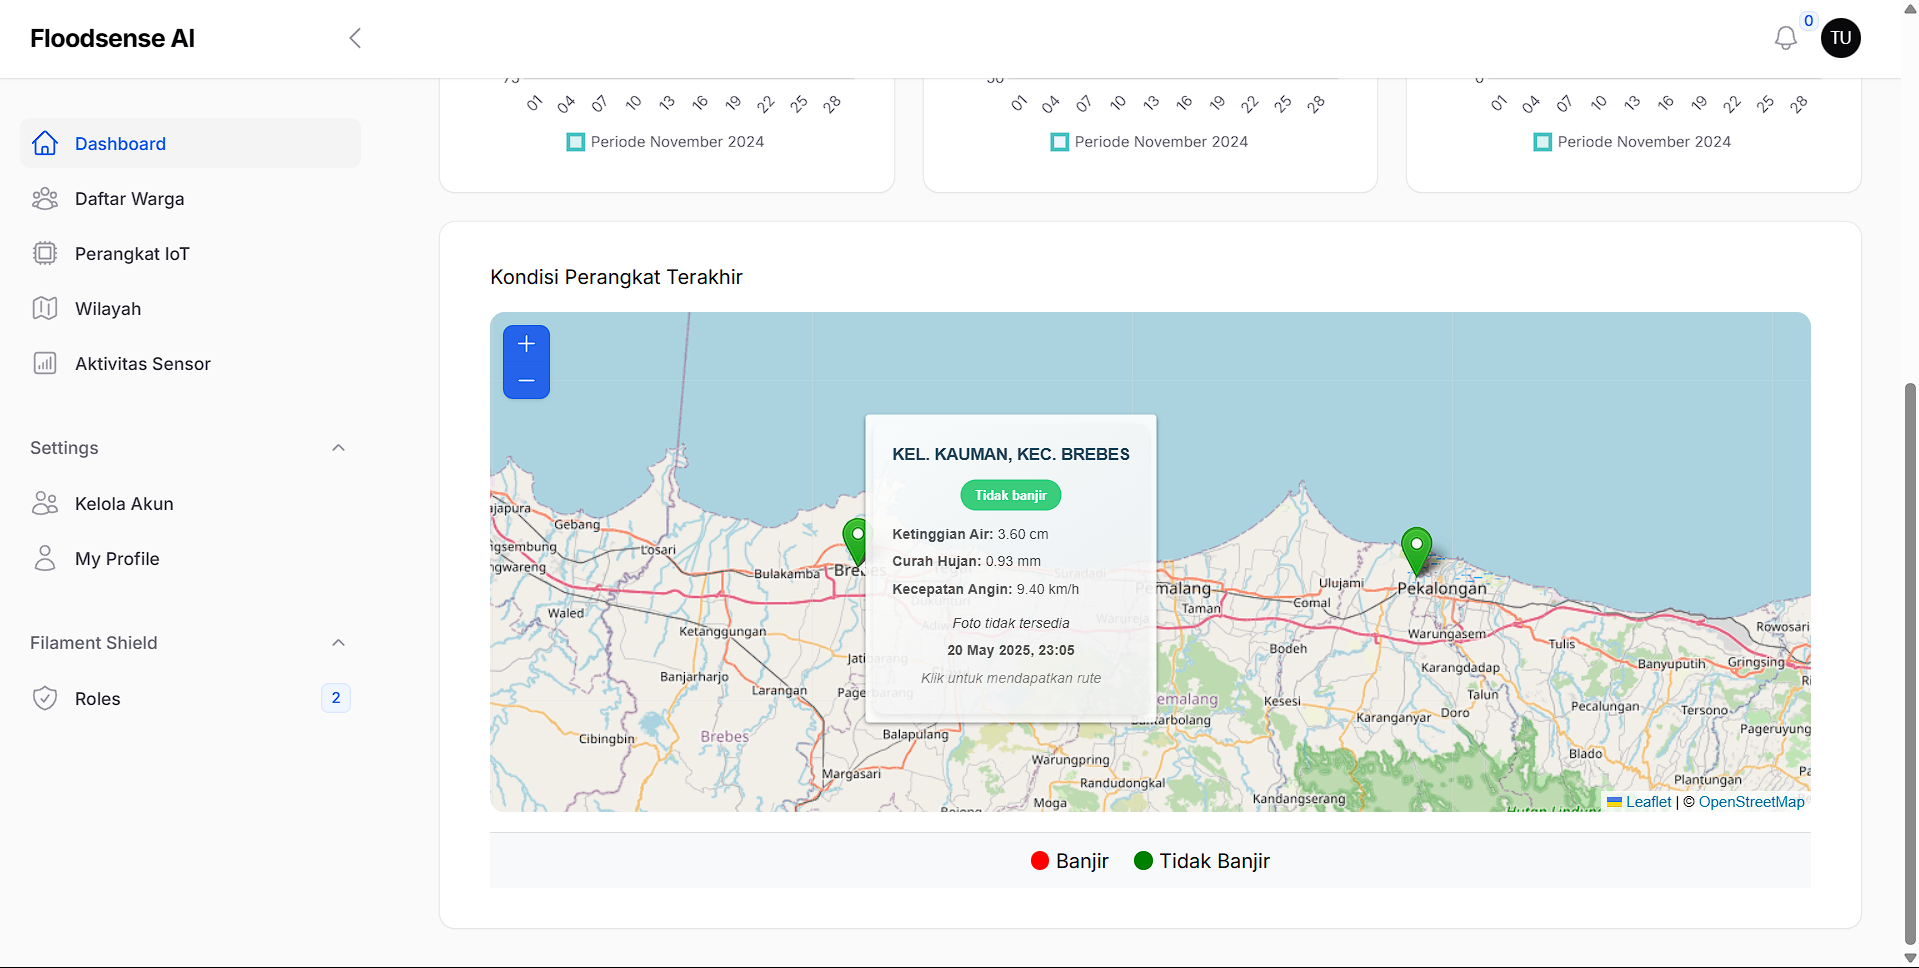 Floodsense AI
0
TU
Dashboard
Daftar Warga
Perangkat IoT
Wilayah
Aktivitas Sensor
Settings
Kelola Akun
My Profile
Filament Shield
Roles
2
01 04 07 10 13 16 19 22 25 28
Periode November 2024
01 04 07 10 13 16 19 22 25 28
Periode November 2024
0
01 04 07 10 13 16 19 22 25 28
Periode November 2024
Kondisi Perangkat Terakhir
+
−
KEL. KAUMAN, KEC. BREBES
Tidak banjir
Ketinggian Air: 3.60 cm
Curah Hujan: 0.93 mm
Kecepatan Angin: 9.40 km/h
Foto tidak tersedia
20 May 2025, 23:05
Klik untuk mendapatkan rute
Gebang
Losari
Bulakamba
Brebes
Waled
Ketanggungan
Jatibarang
Banjarharjo
Larangan
Pagerbarang
Cibingbin
Brebes
Balapulang
Margasari
Suradadi
Warureja
Pemalang
Taman
Comal
Ulujami
Pekalongan
Warungasem
Tulis
Rowosari
Bodeh
Karangdadap
Banyuputih
Gringsing
Talun
Kesesi
Pecalungan
Tersono
Karanganyar
Doro
Pageruyung
Bantarbolang
Warungpring
Blado
Randudongkal
Plantungan
Moga
Kandangserang
Leaflet | © OpenStreetMap
Banjir
Tidak Banjir